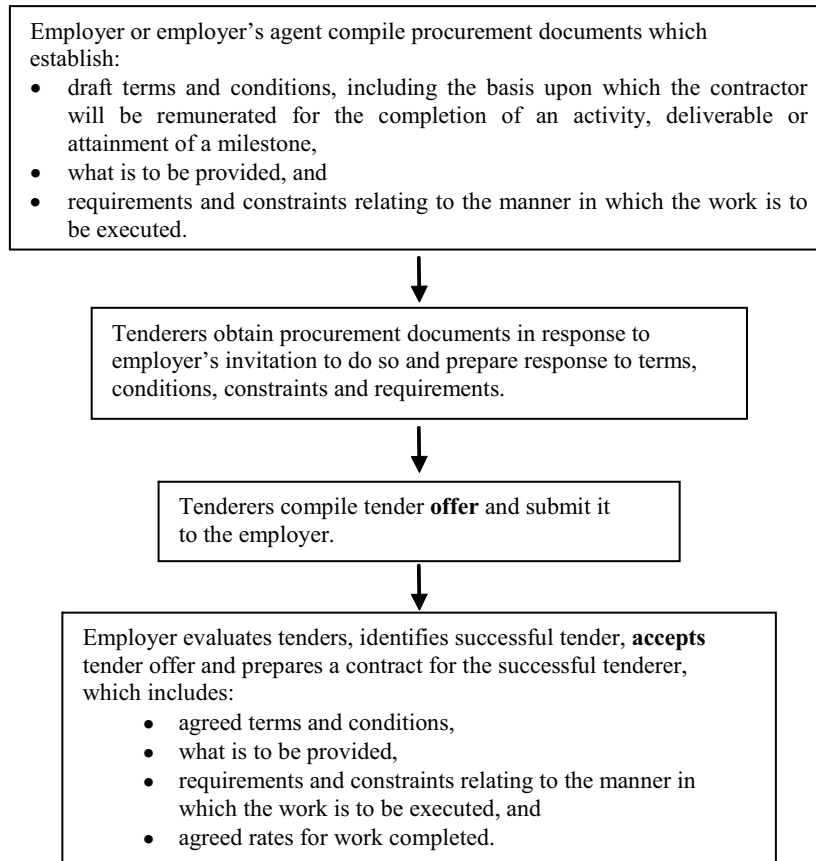 Employer or employer’s agent compile procurement documents which
establish:
• draft terms and conditions, including the basis upon which the contractor
will be remunerated for the completion of an activity, deliverable or
attainment of a milestone,
• what is to be provided, and
• requirements and constraints relating to the manner in which the work is to
be executed.
Tenderers obtain procurement documents in response to
employer’s invitation to do so and prepare response to terms,
conditions, constraints and requirements.
Tenderers compile tender offer and submit it
to the employer.
Employer evaluates tenders, identifies successful tender, accepts
tender offer and prepares a contract for the successful tenderer,
which includes:
• agreed terms and conditions,
• what is to be provided,
• requirements and constraints relating to the manner in
which the work is to be executed, and
• agreed rates for work completed.